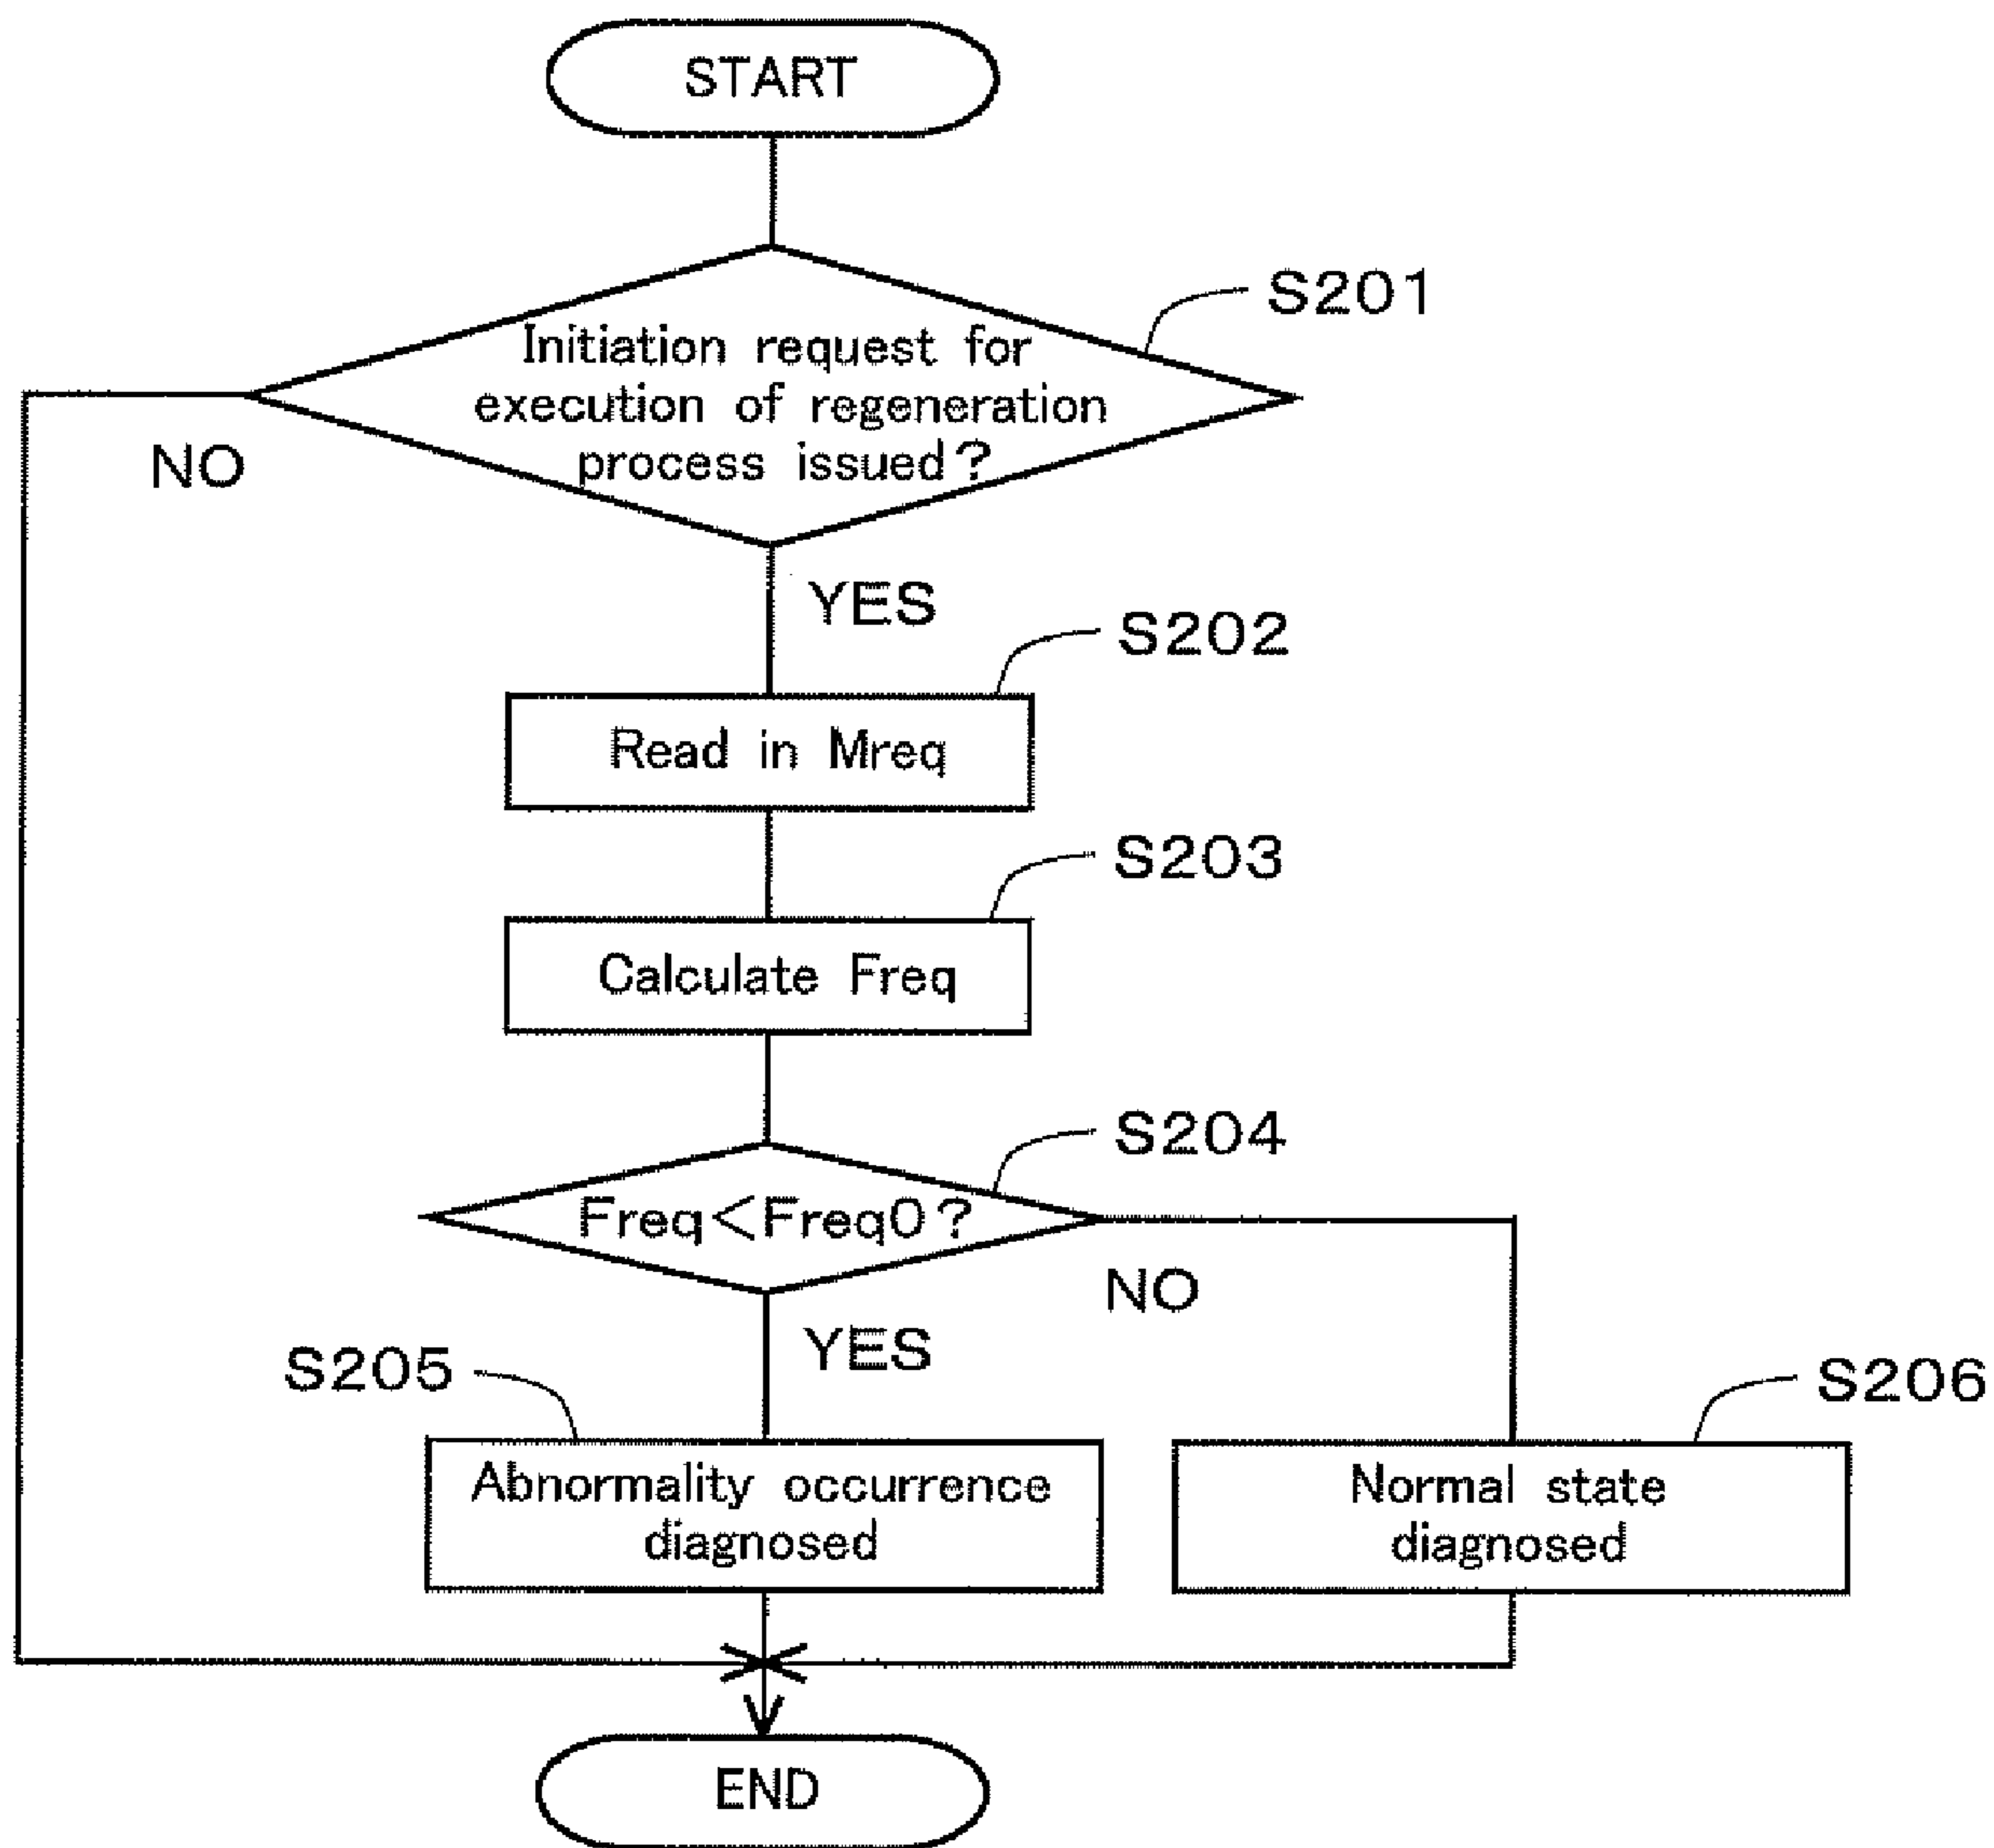 START
S201
Initiation request for
execution of regeneration
process issued?
NO
YES
S202
Read in Mreq
S203
Calculate Freq
S204
Freq<Freq0?
NO
YES
S205
S206
Abnormality occurrence
diagnosed
Normal state
diagnosed
END